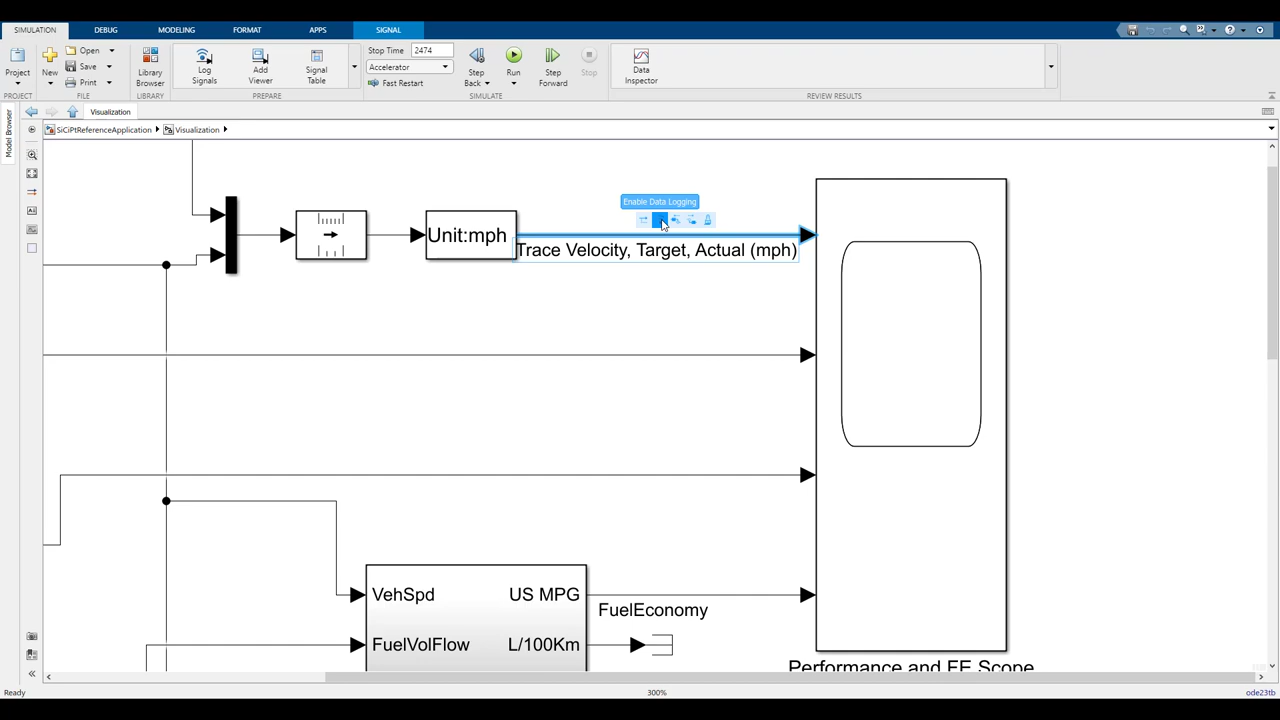 SIMULATION DEBUG MODELING FORMAT APPS SIGNAL
Project
New
Open
Save
Print
Library
Browser
Log
Signals
Add
Viewer
Signal
Table
Stop Time 2474
Accelerator
Fast Restart
Step
Back
Run
Step
Forward
Stop
Data
Inspector
PROJECT FILE LIBRARY PREPARE SIMULATE REVIEW RESULTS
Visualization
Model Browser
SiCiPtReferenceApplication Visualization
Enable Data Logging
Unit:mph
Trace Velocity, Target, Actual (mph)
VehSpd US MPG
FuelEconomy
FuelVolFlow L/100Km
Performance and FE Scope
Ready 300% ode23tb